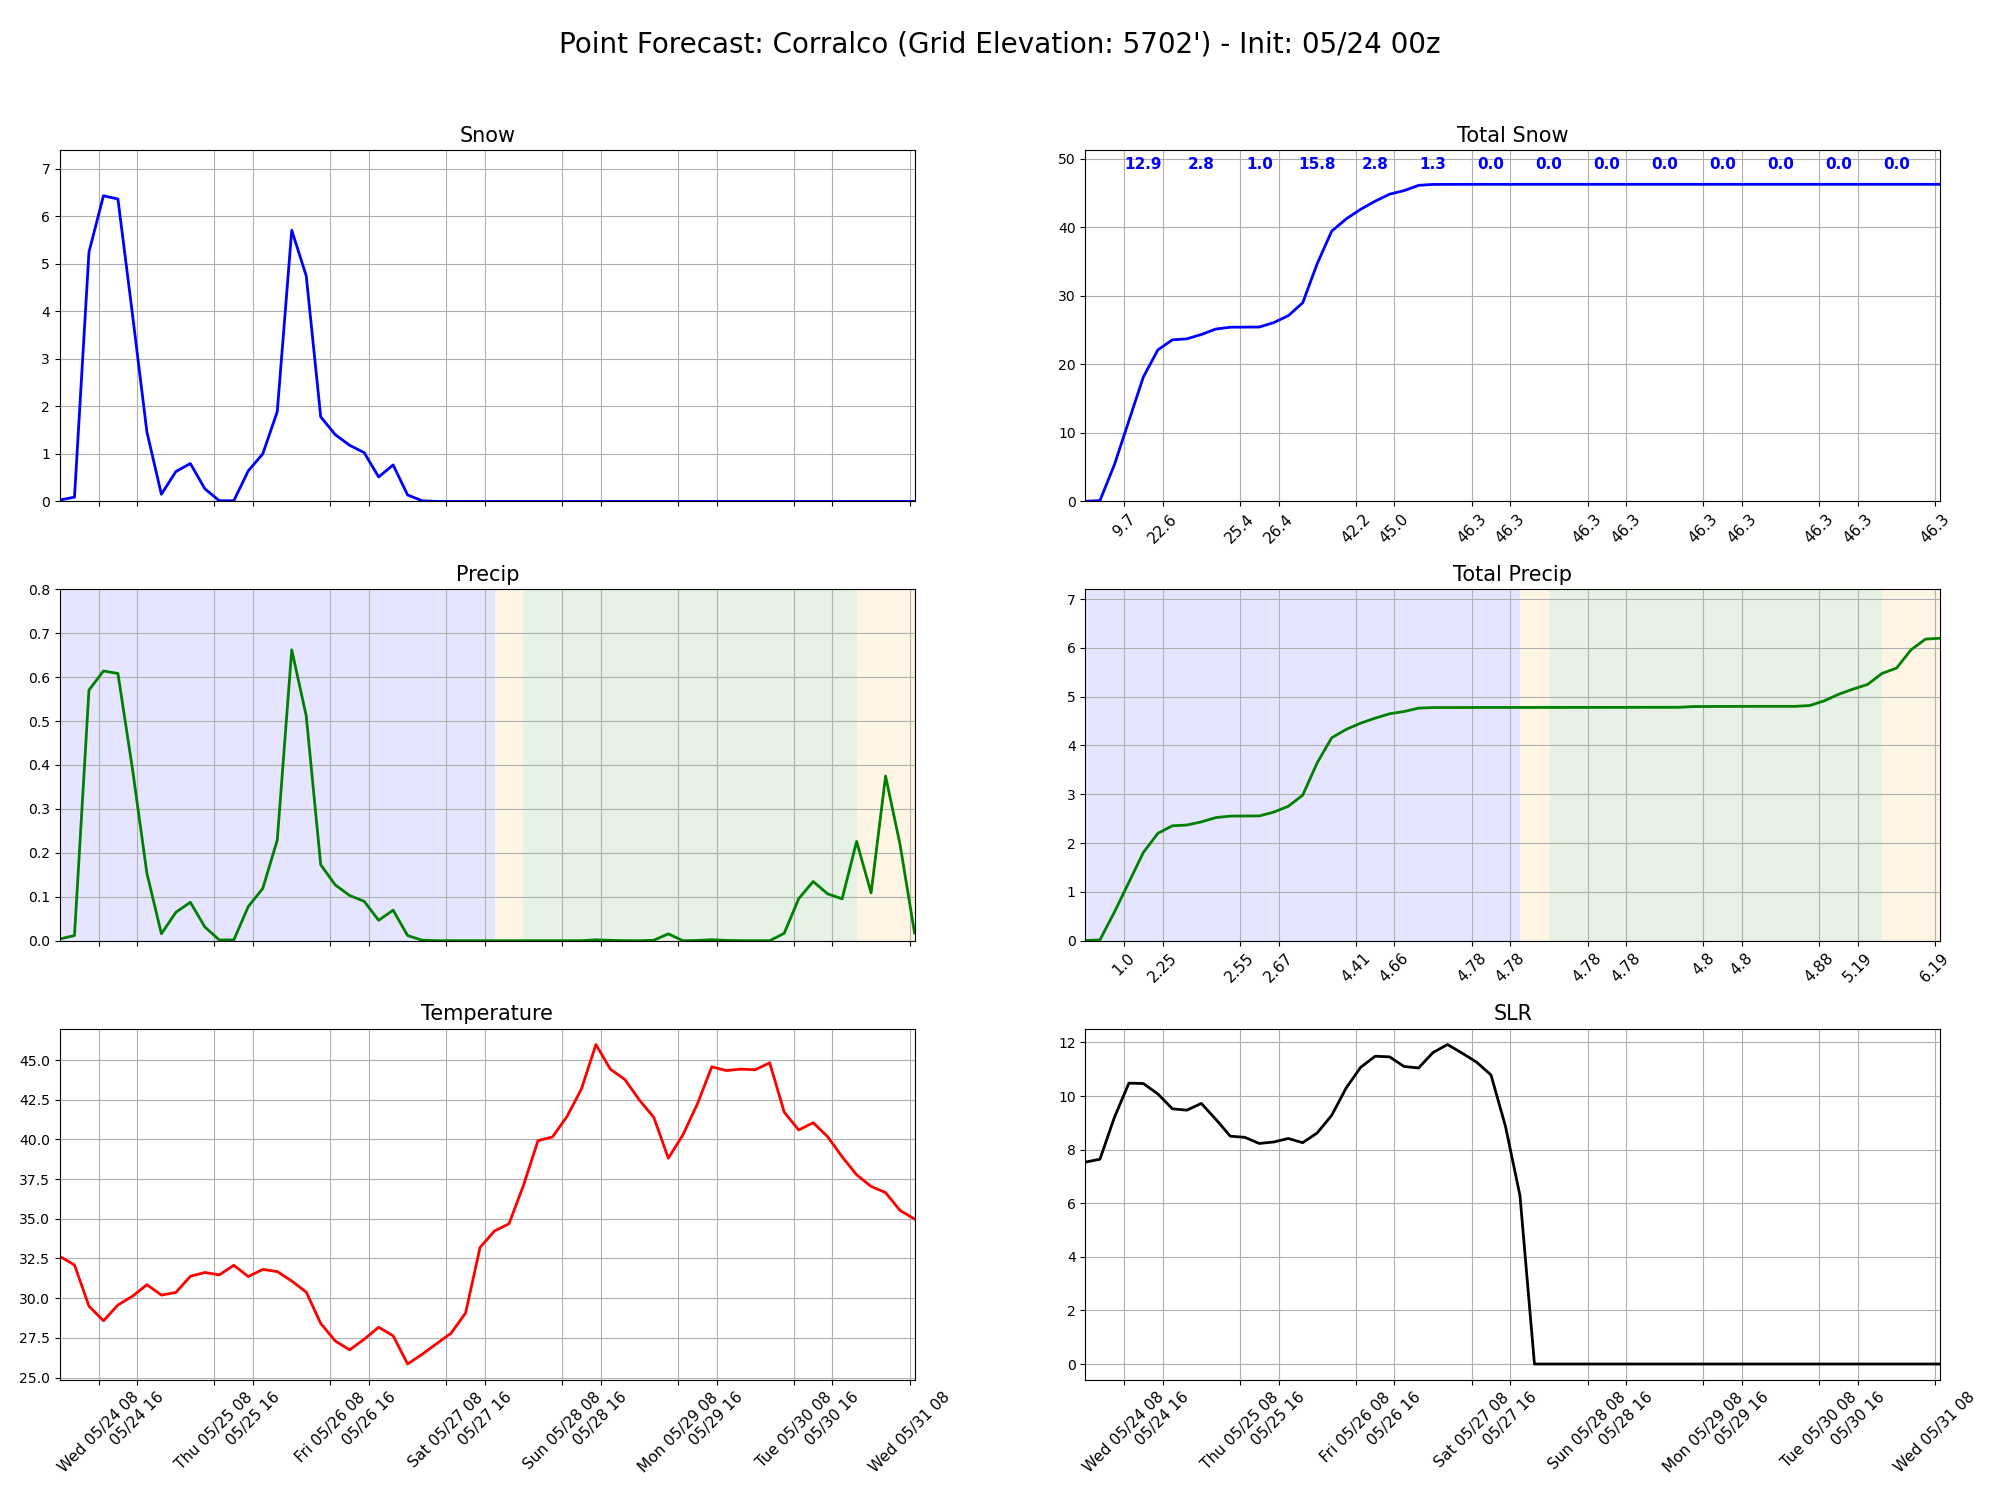 Point Forecast: Corralco (Grid Elevation: 5702') - Init: 05/24 00z
Snow
7
6
5
4
3
2
1
0
Total Snow
12.9 2.8 1.0 15.8 2.8 1.3 0.0 0.0 0.0 0.0 0.0 0.0 0.0 0.0
50
40
30
20
10
0
9.7 22.6 25.4 26.4 42.2 45.0 46.3 46.3 46.3 46.3 46.3 46.3 46.3 46.3 46.3
Precip
0.8
0.7
0.6
0.5
0.4
0.3
0.2
0.1
0.0
Total Precip
7
6
5
4
3
2
1
0
1.0 2.25 2.55 2.67 4.41 4.66 4.78 4.78 4.78 4.78 4.8 4.8 4.88 5.19 6.19
Temperature
45.0
42.5
40.0
37.5
35.0
32.5
30.0
27.5
25.0
Wed 05/24 08
05/24 16
Thu 05/25 08
05/25 16
Fri 05/26 08
05/26 16
Sat 05/27 08
05/27 16
Sun 05/28 08
05/28 16
Mon 05/29 08
05/29 16
Tue 05/30 08
05/30 16
Wed 05/31 08
SLR
12
10
8
6
4
2
0
Wed 05/24 08
05/24 16
Thu 05/25 08
05/25 16
Fri 05/26 08
05/26 16
Sat 05/27 08
05/27 16
Sun 05/28 08
05/28 16
Mon 05/29 08
05/29 16
Tue 05/30 08
05/30 16
Wed 05/31 08